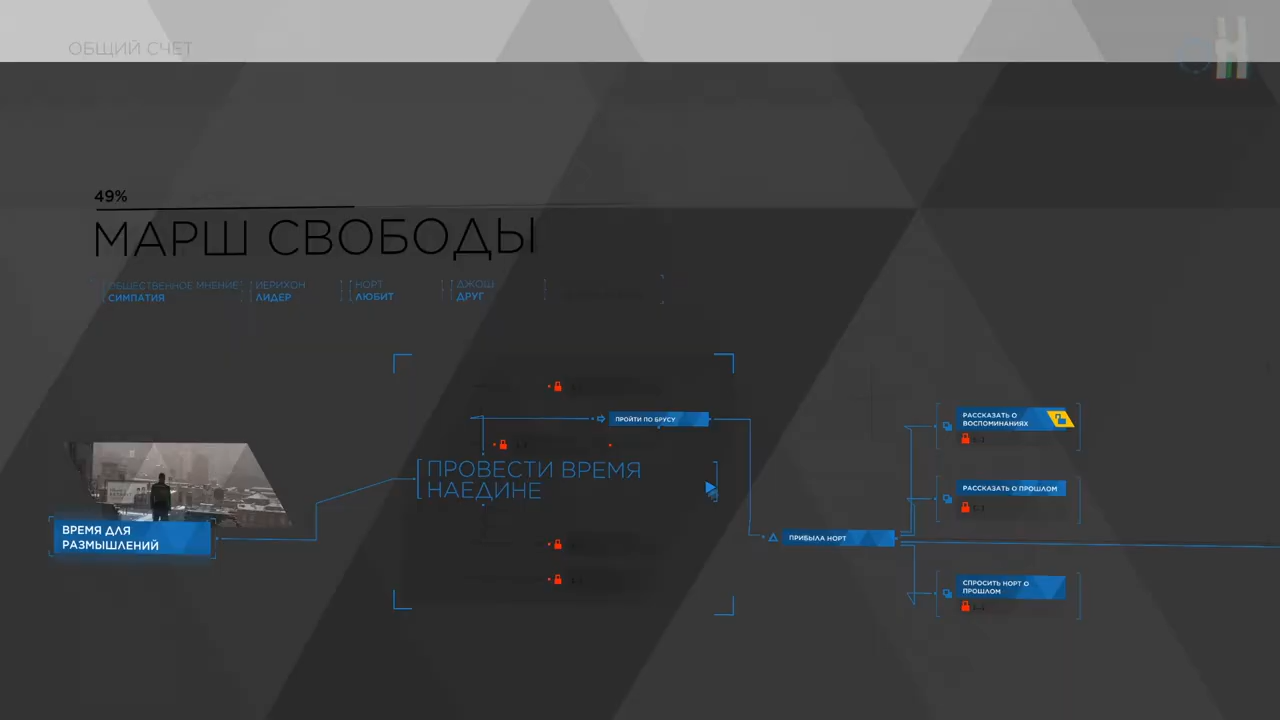 ОБЩИЙ СЧЕТ
Н
49%
МАРШ СВОБОДЫ
ОБЩЕСТВЕННОЕ МНЕНИЕ
СИМПАТИЯ
ИЕРИХОН
ЛИДЕР
НОРТ
ЛЮБИТ
ДЖОШ
ДРУГ
ПРОЙТИ ПО БРУСУ
ПРОВЕСТИ ВРЕМЯ
НАЕДИНЕ
ВРЕМЯ ДЛЯ
РАЗМЫШЛЕНИЙ
ПРИБЫЛА НОРТ
РАССКАЗАТЬ О
ВОСПОМИНАНИЯХ
РАССКАЗАТЬ О ПРОШЛОМ
СПРОСИТЬ НОРТ О
ПРОШЛОМ